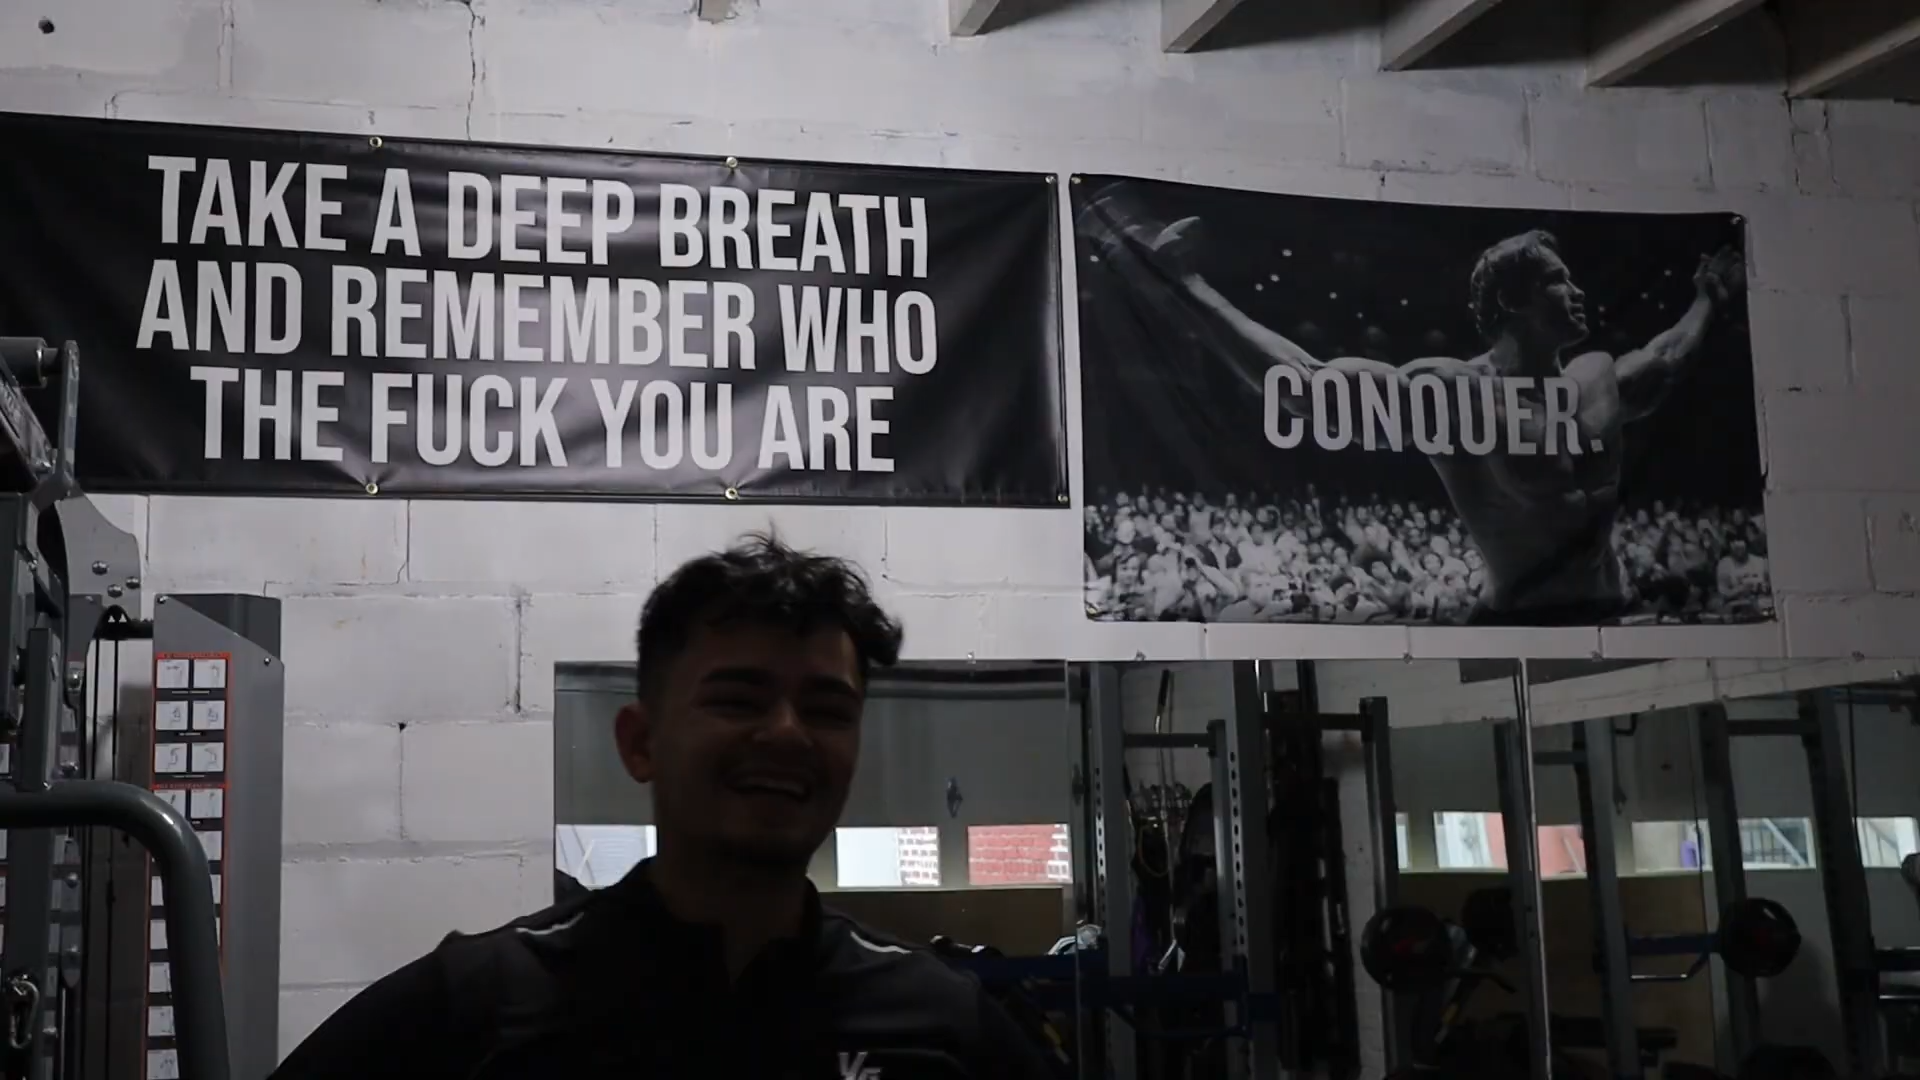 TAKE A DEEP BREATH
AND REMEMBER WHO
THE FUCK YOU ARE
CONQUER.